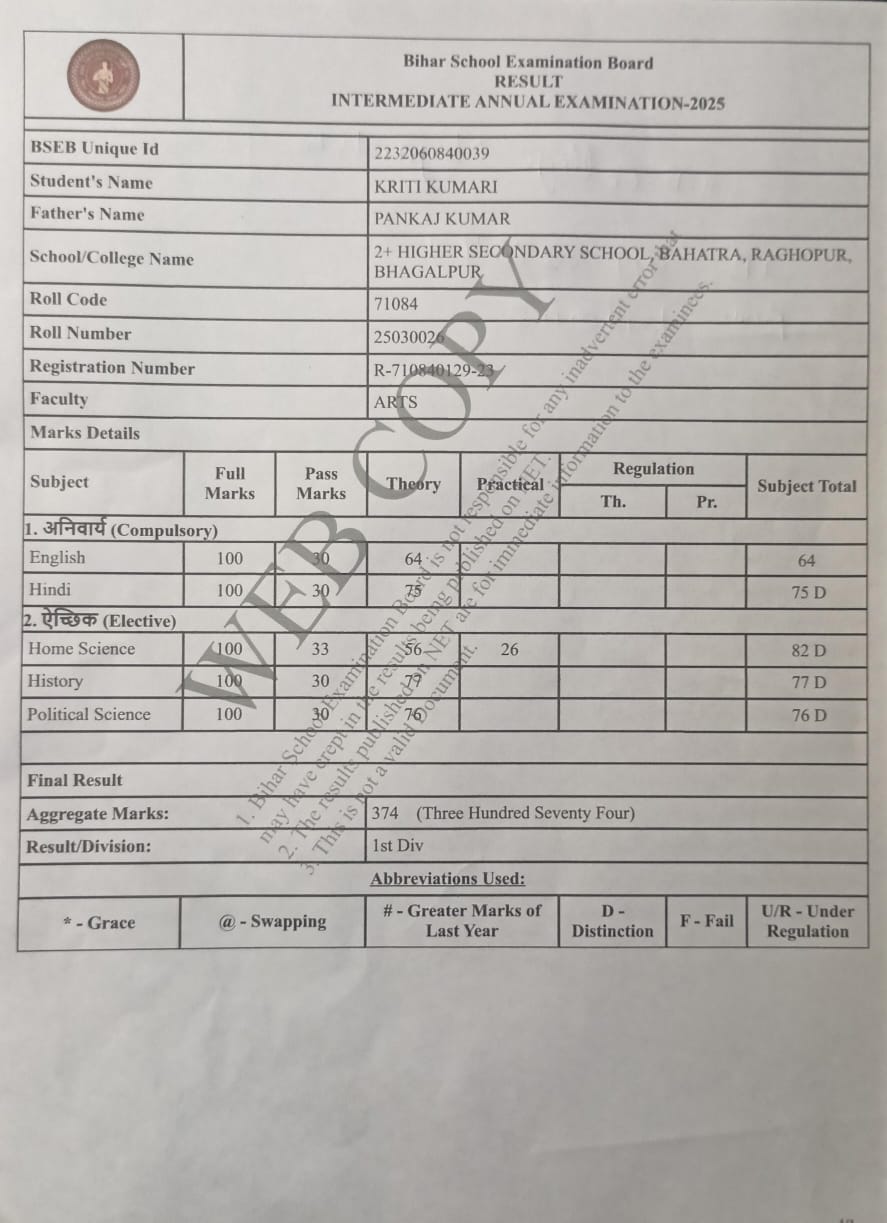 Bihar School Examination Board
RESULT
INTERMEDIATE ANNUAL EXAMINATION-2025
BSEB Unique Id 2232060840039
Student's Name KRITI KUMARI
Father's Name PANKAJ KUMAR
School/College Name 2+ HIGHER SECONDARY SCHOOL, BAHATRA, RAGHOPUR,
BHAGALPUR
Roll Code 71084
Roll Number 25030026
Registration Number R-710840129-23
Faculty ARTS
Marks Details
Subject Full Marks Pass Marks Theory Practical Regulation Subject Total
Th. Pr.
1. अनिवार्य (Compulsory)
English 100 30 64 64
Hindi 100 30 75 75 D
2. ऐच्छिक (Elective)
Home Science 100 33 56 26 82 D
History 100 30 77 77 D
Political Science 100 30 76 76 D
Final Result
Aggregate Marks: 374 (Three Hundred Seventy Four)
Result/Division: 1st Div
Abbreviations Used:
* - Grace @ - Swapping # - Greater Marks of Last Year D - Distinction F - Fail U/R - Under Regulation
WEB COPY
1. Bihar School Examination Board is not responsible for any inadvertent error that
may have crept in the results being published on NET.
2. The results published on NET are for immediate information to the examinees.
3. This is not a valid Document.